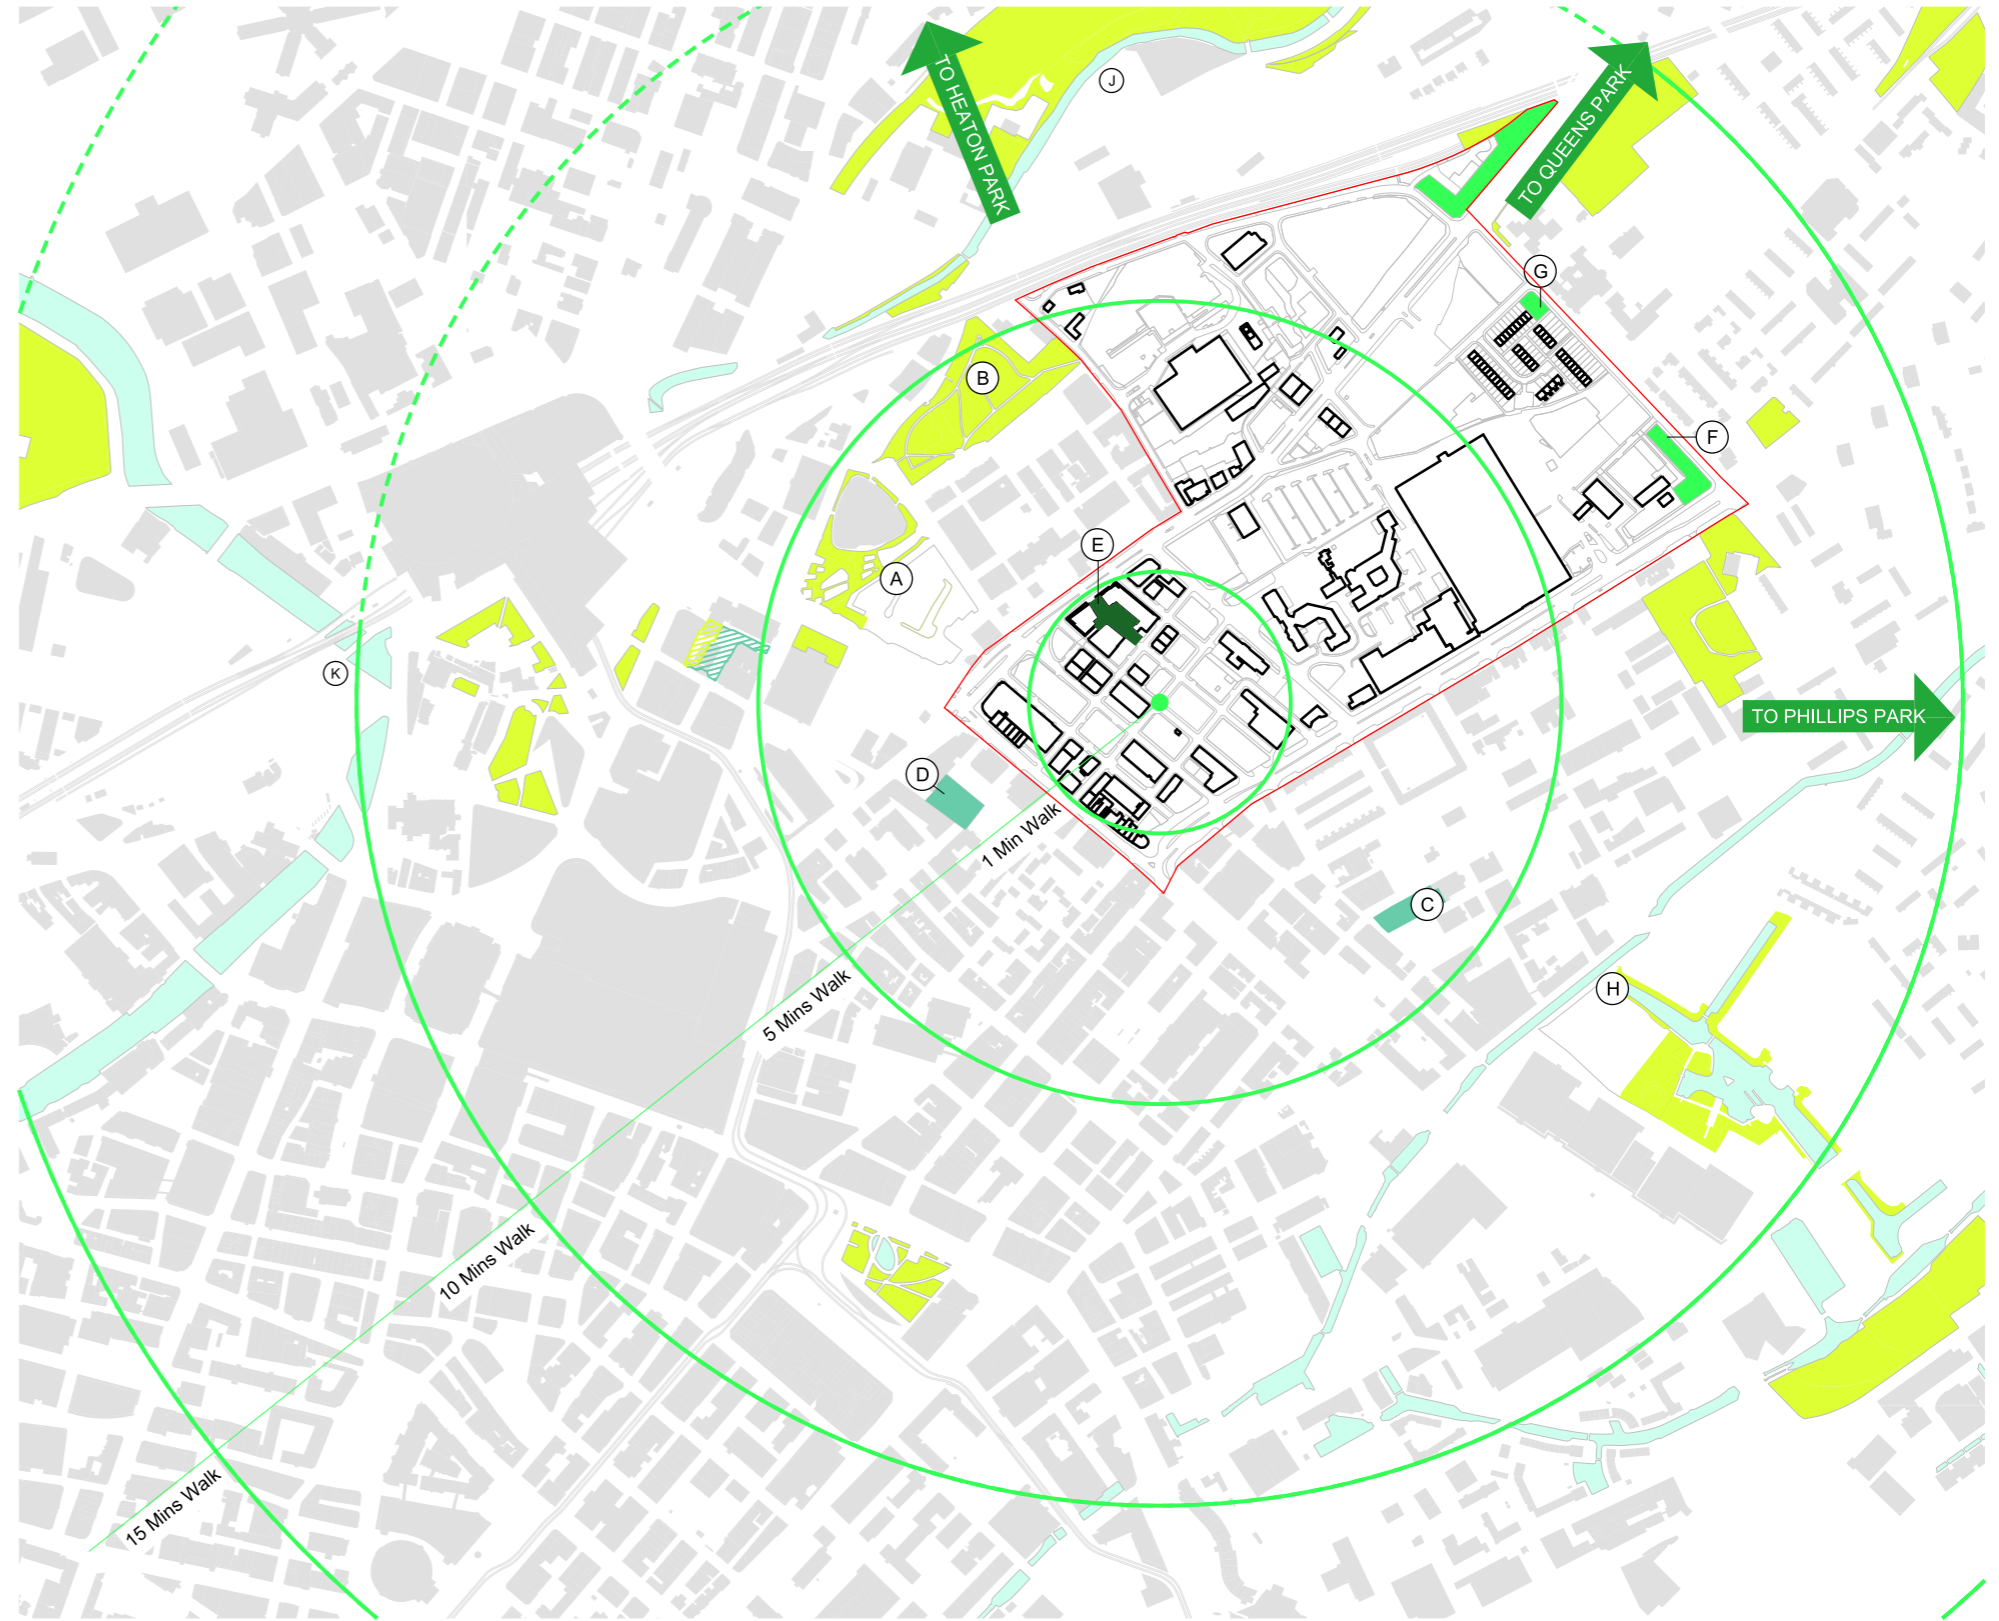 J
TO HEATON PARK
TO QUEENS PARK
G
B
F
E
A
K
TO PHILLIPS PARK
D
1 Min Walk
C
5 Mins Walk
H
10 Mins Walk
15 Mins Walk